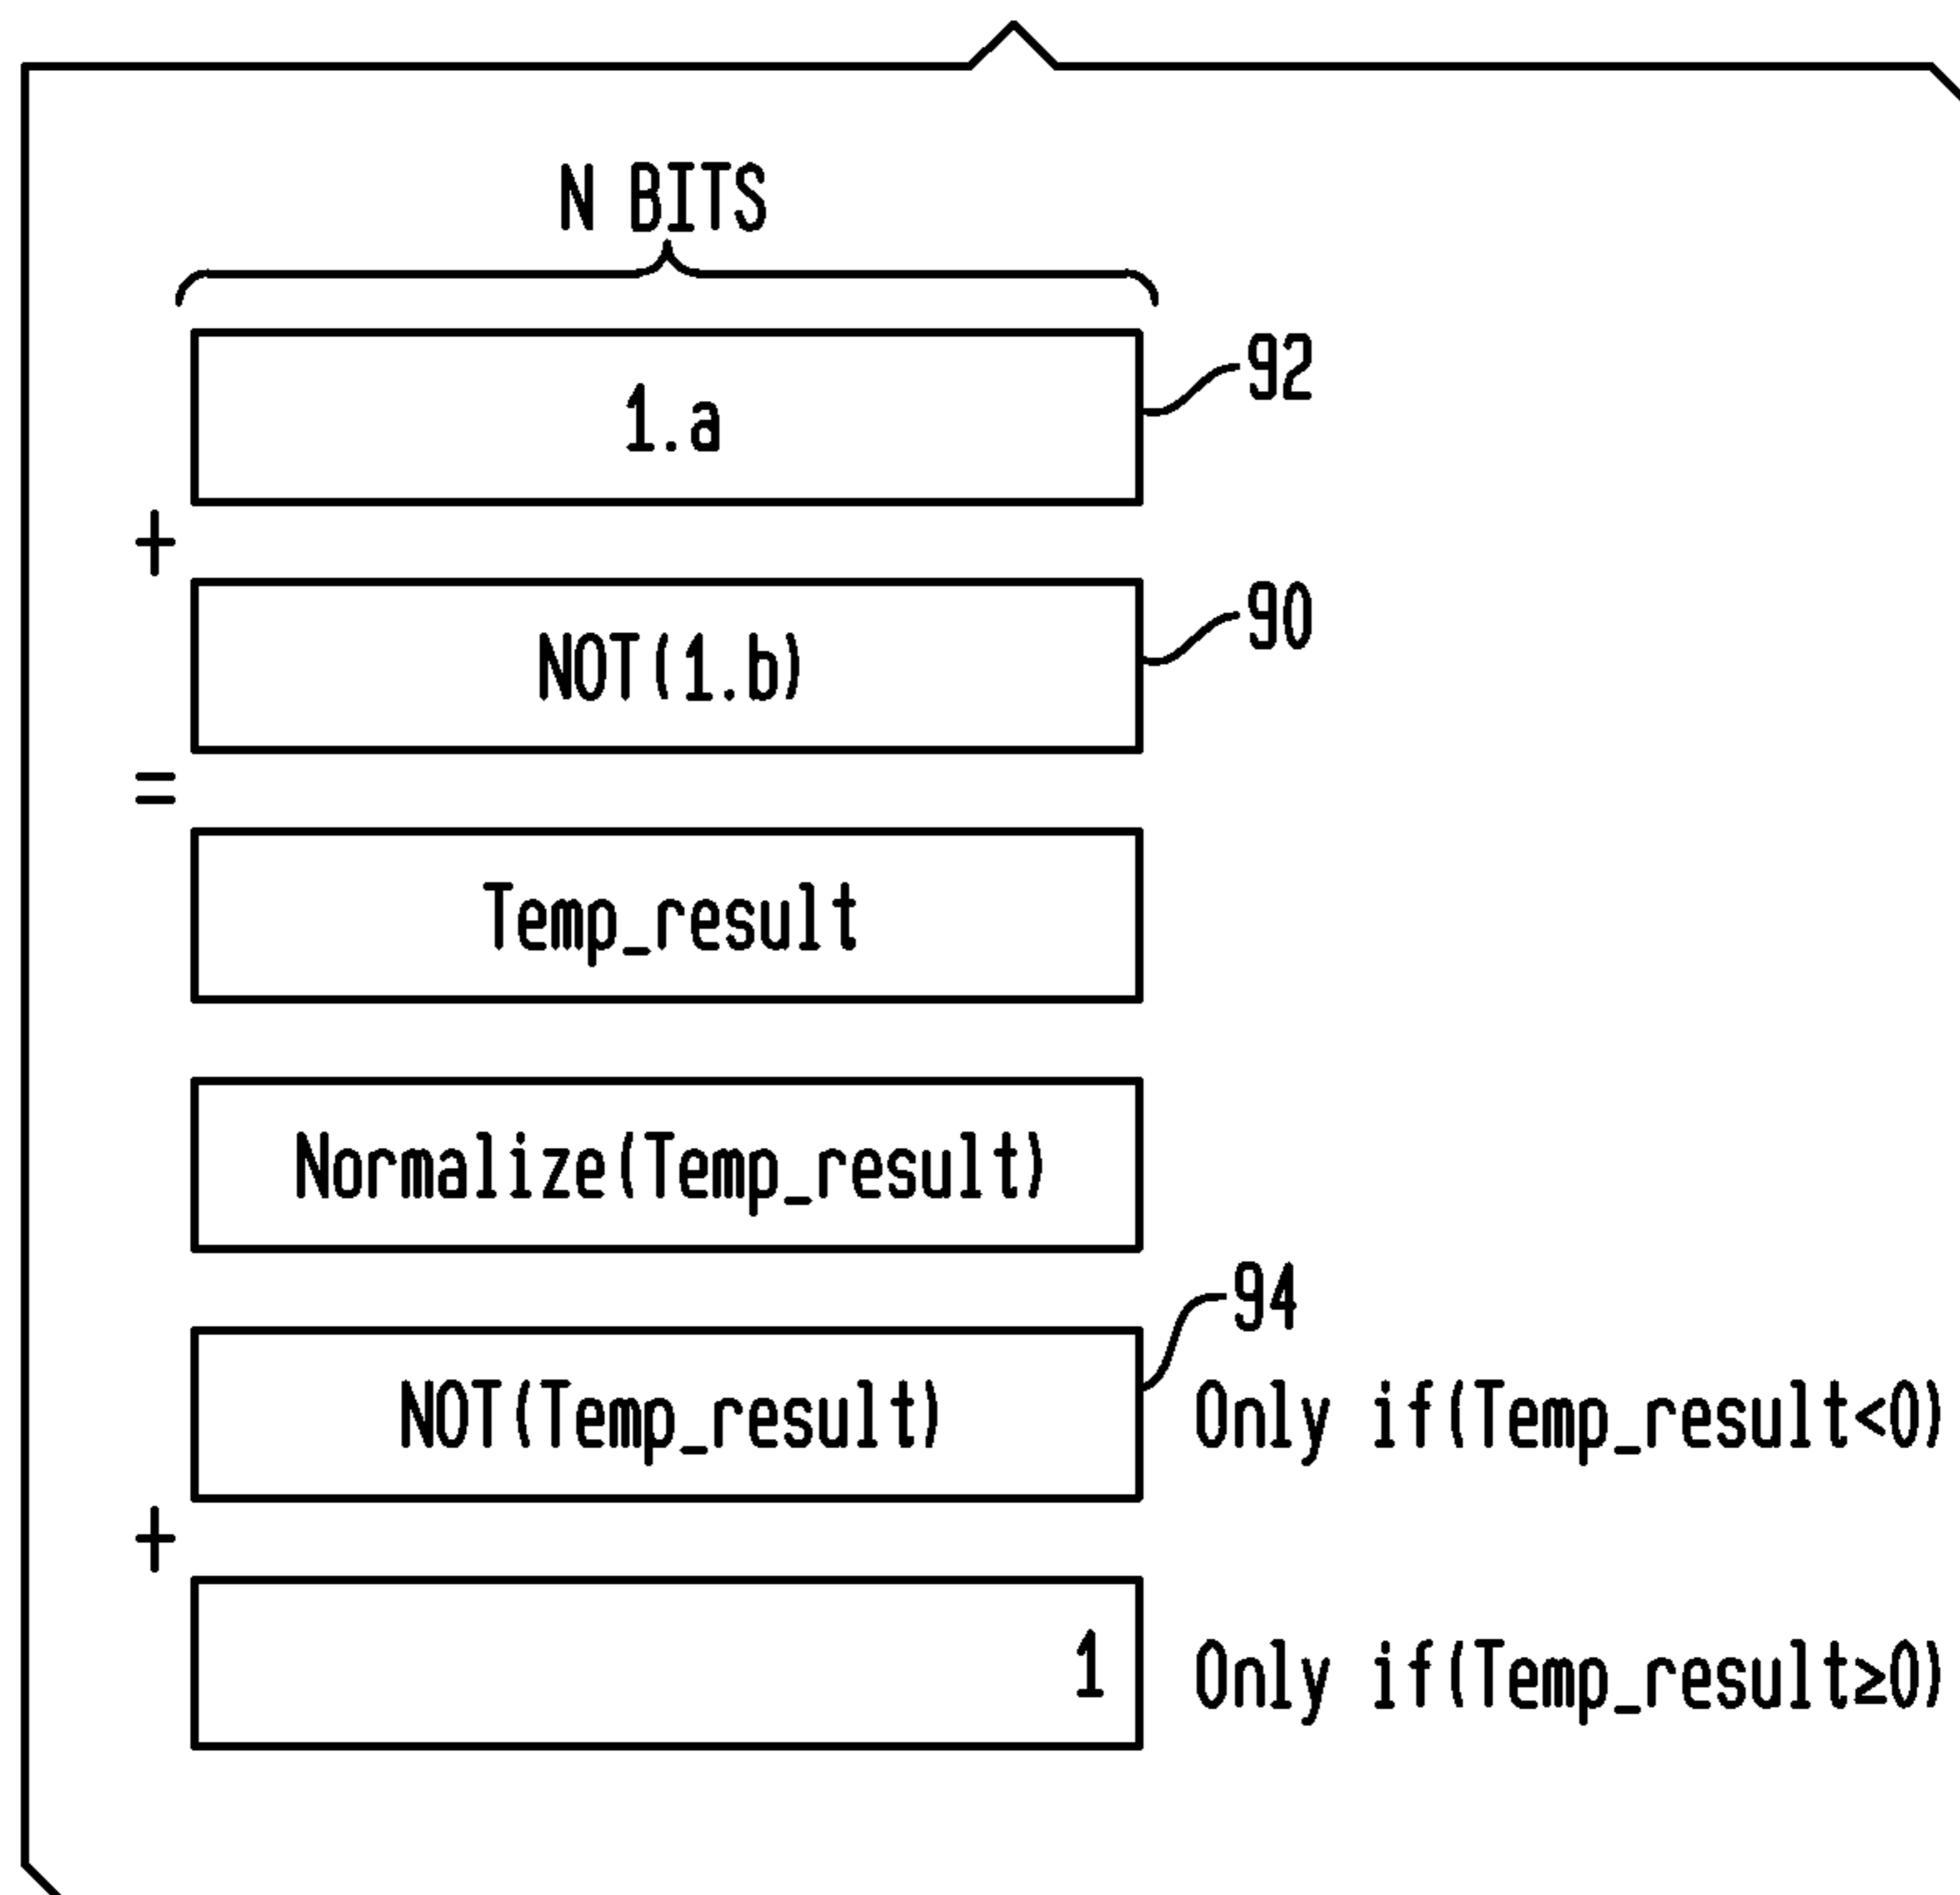 N BITS
1.a
92
+
NOT(1.b)
90
=
Temp_result
Normalize(Temp_result)
94
NOT(Temp_result)
Only if(Temp_result<0)
+
1
Only if(Temp_result≥0)